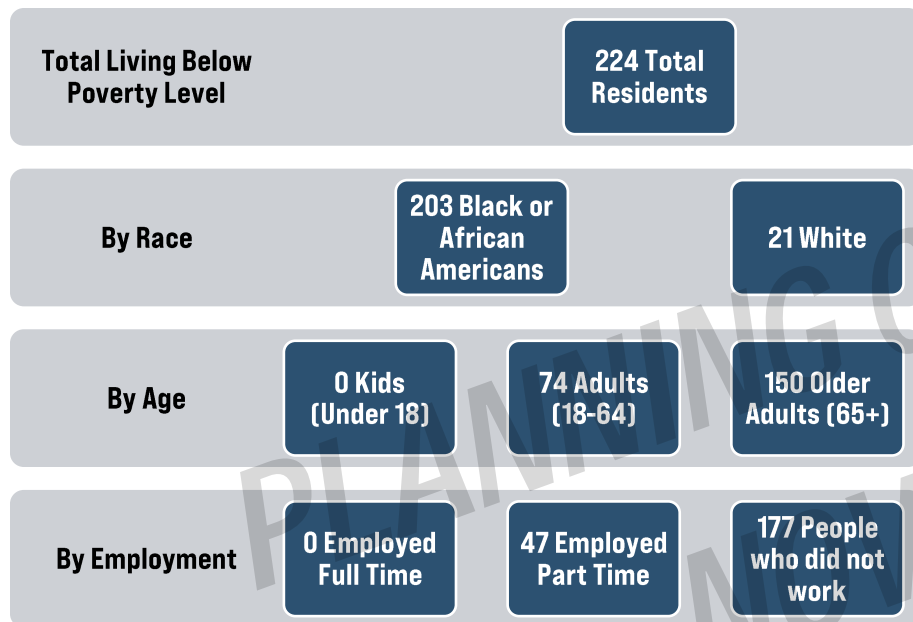 Total Living Below
Poverty Level
224 Total
Residents
By Race
203 Black or
African
Americans
21 White
By Age
0 Kids
(Under 18)
74 Adults
(18-64)
150 Older
Adults (65+)
By Employment
0 Employed
Full Time
47 Employed
Part Time
177 People
who did not
work
PLANNING